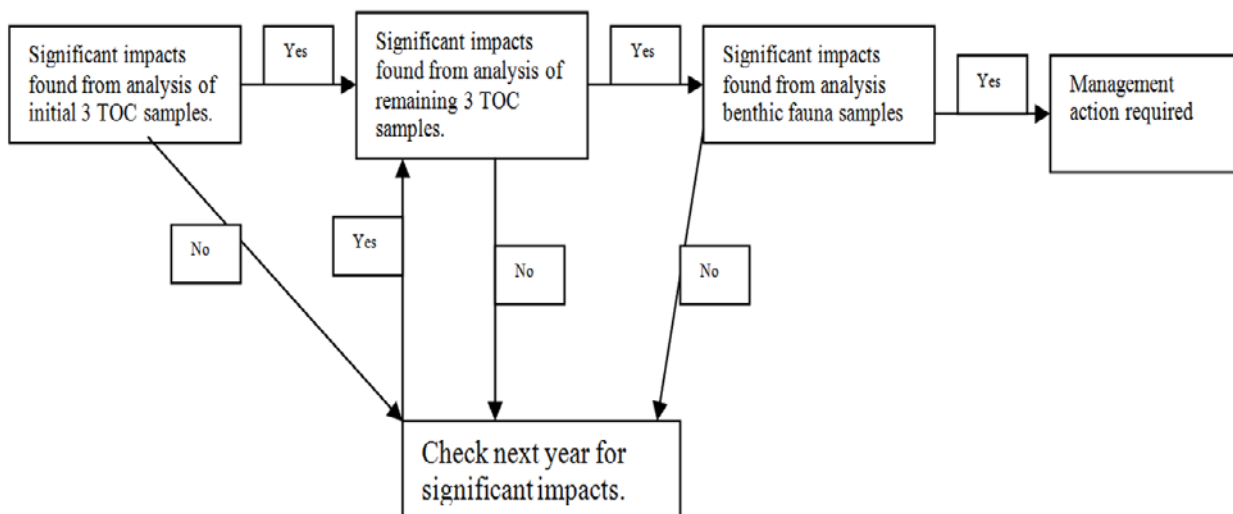 Significant impacts
found from analysis of
initial 3 TOC samples.
Yes
Significant impacts
found from analysis of
remaining 3 TOC
samples.
Yes
Significant impacts
found from analysis
benthic fauna samples
Yes
Management
action required
No
Yes
No
No
Check next year for
significant impacts.